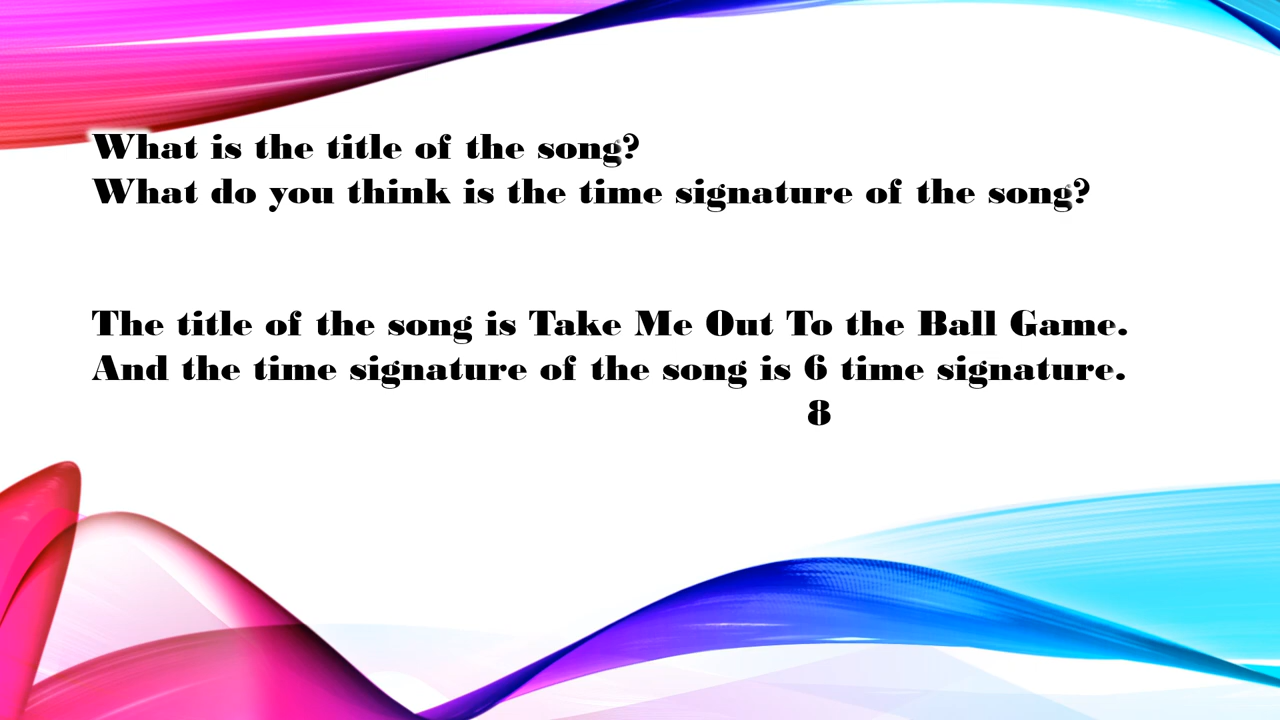 What is the title of the song?
What do you think is the time signature of the song?
The title of the song is Take Me Out To the Ball Game.
And the time signature of the song is 6 time signature.
8